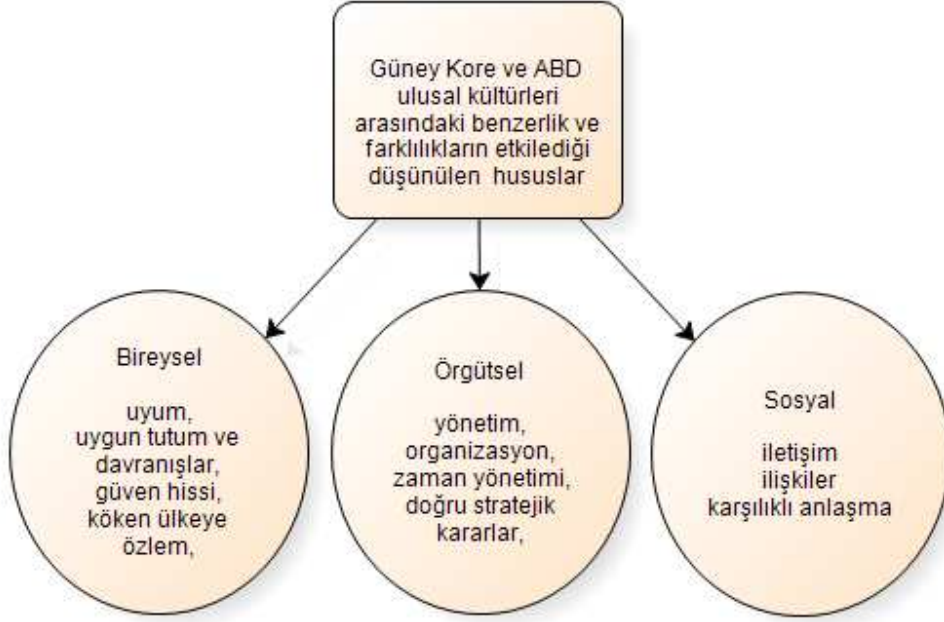 Güney Kore ve ABD
ulusal kültürleri
arasındaki benzerlik ve
farklılıkların etkilediği
düşünülen hususlar
Bireysel
uyum,
uygun tutum ve
davranışlar,
güven hissi,
köken ülkeye
özlem,
Örgütsel
yönetim,
organizasyon,
zaman yönetimi,
doğru stratejik
kararlar,
Sosyal
iletişim
ilişkiler
karşılıklı anlaşma